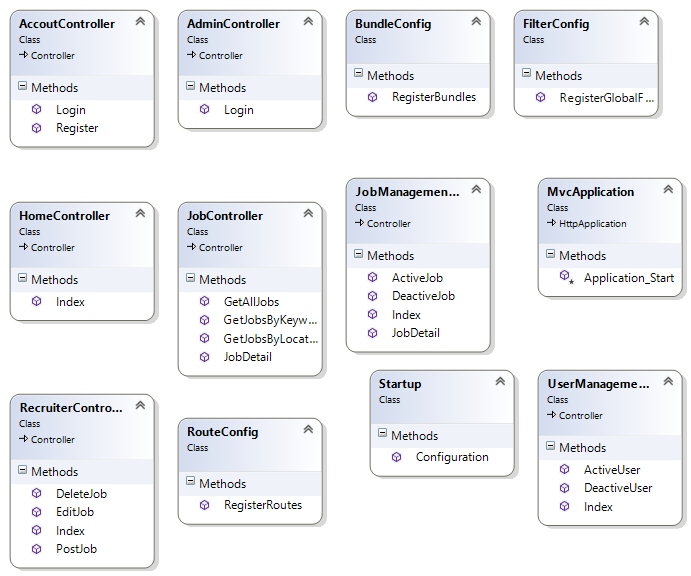 AccoutController
Class
Controller
Methods
Login
Register
AdminController
Class
Controller
Methods
Login
BundleConfig
Class
Methods
RegisterBundles
FilterConfig
Class
Methods
RegisterGlobalF...
HomeController
Class
Controller
Methods
Index
JobController
Class
Controller
Methods
GetAllJobs
GetJobsByKeyw...
GetJobsByLocat...
JobDetail
JobManagemen...
Class
Controller
Methods
ActiveJob
DeactiveJob
Index
JobDetail
MvcApplication
Class
HttpApplication
Methods
Application_Start
RecruiterContro...
Class
Controller
Methods
DeleteJob
EditJob
Index
PostJob
RouteConfig
Class
Methods
RegisterRoutes
Startup
Class
Methods
Configuration
UserManageme...
Class
Controller
Methods
ActiveUser
DeactiveUser
Index